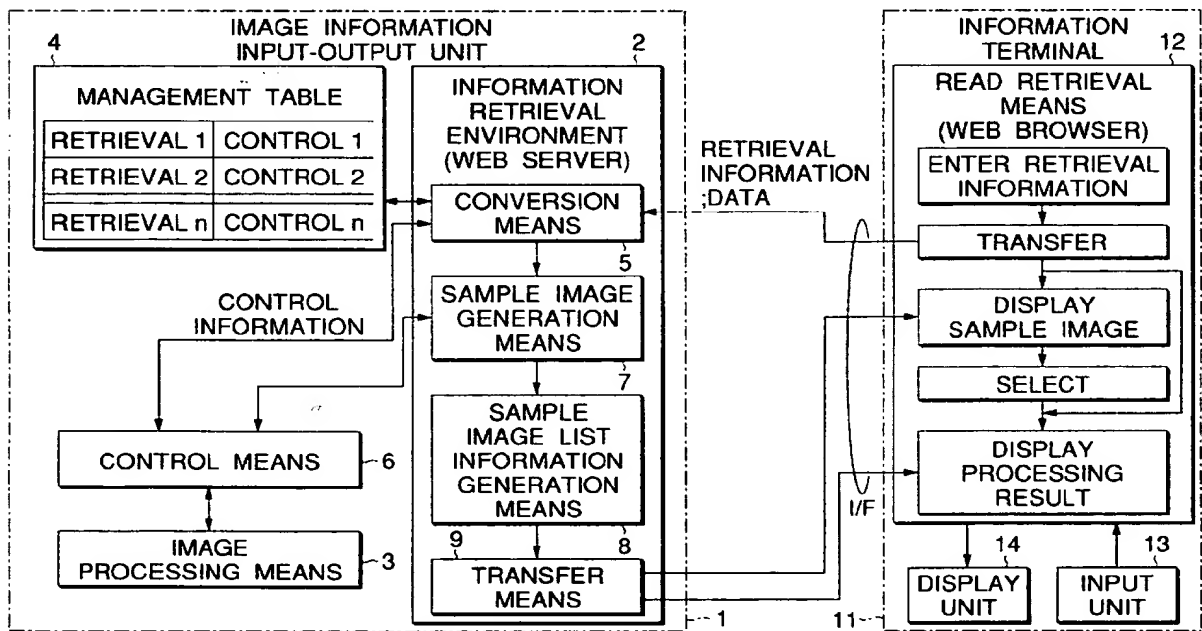 IMAGE INFORMATION
INPUT-OUTPUT UNIT
4
MANAGEMENT TABLE
RETRIEVAL 1 CONTROL 1
RETRIEVAL 2 CONTROL 2
RETRIEVAL n CONTROL n
2
INFORMATION
RETRIEVAL
ENVIRONMENT
(WEB SERVER)
CONVERSION
MEANS
5
CONTROL
INFORMATION
SAMPLE IMAGE
GENERATION
MEANS
7
SAMPLE
IMAGE LIST
INFORMATION
GENERATION
MEANS
8
CONTROL MEANS
6
IMAGE
PROCESSING MEANS
3
9
TRANSFER
MEANS
1
RETRIEVAL
INFORMATION
;DATA
I/F
INFORMATION
TERMINAL
12
READ RETRIEVAL
MEANS
(WEB BROWSER)
ENTER RETRIEVAL
INFORMATION
TRANSFER
DISPLAY
SAMPLE IMAGE
SELECT
DISPLAY
PROCESSING
RESULT
14
DISPLAY
UNIT
13
INPUT
UNIT
11